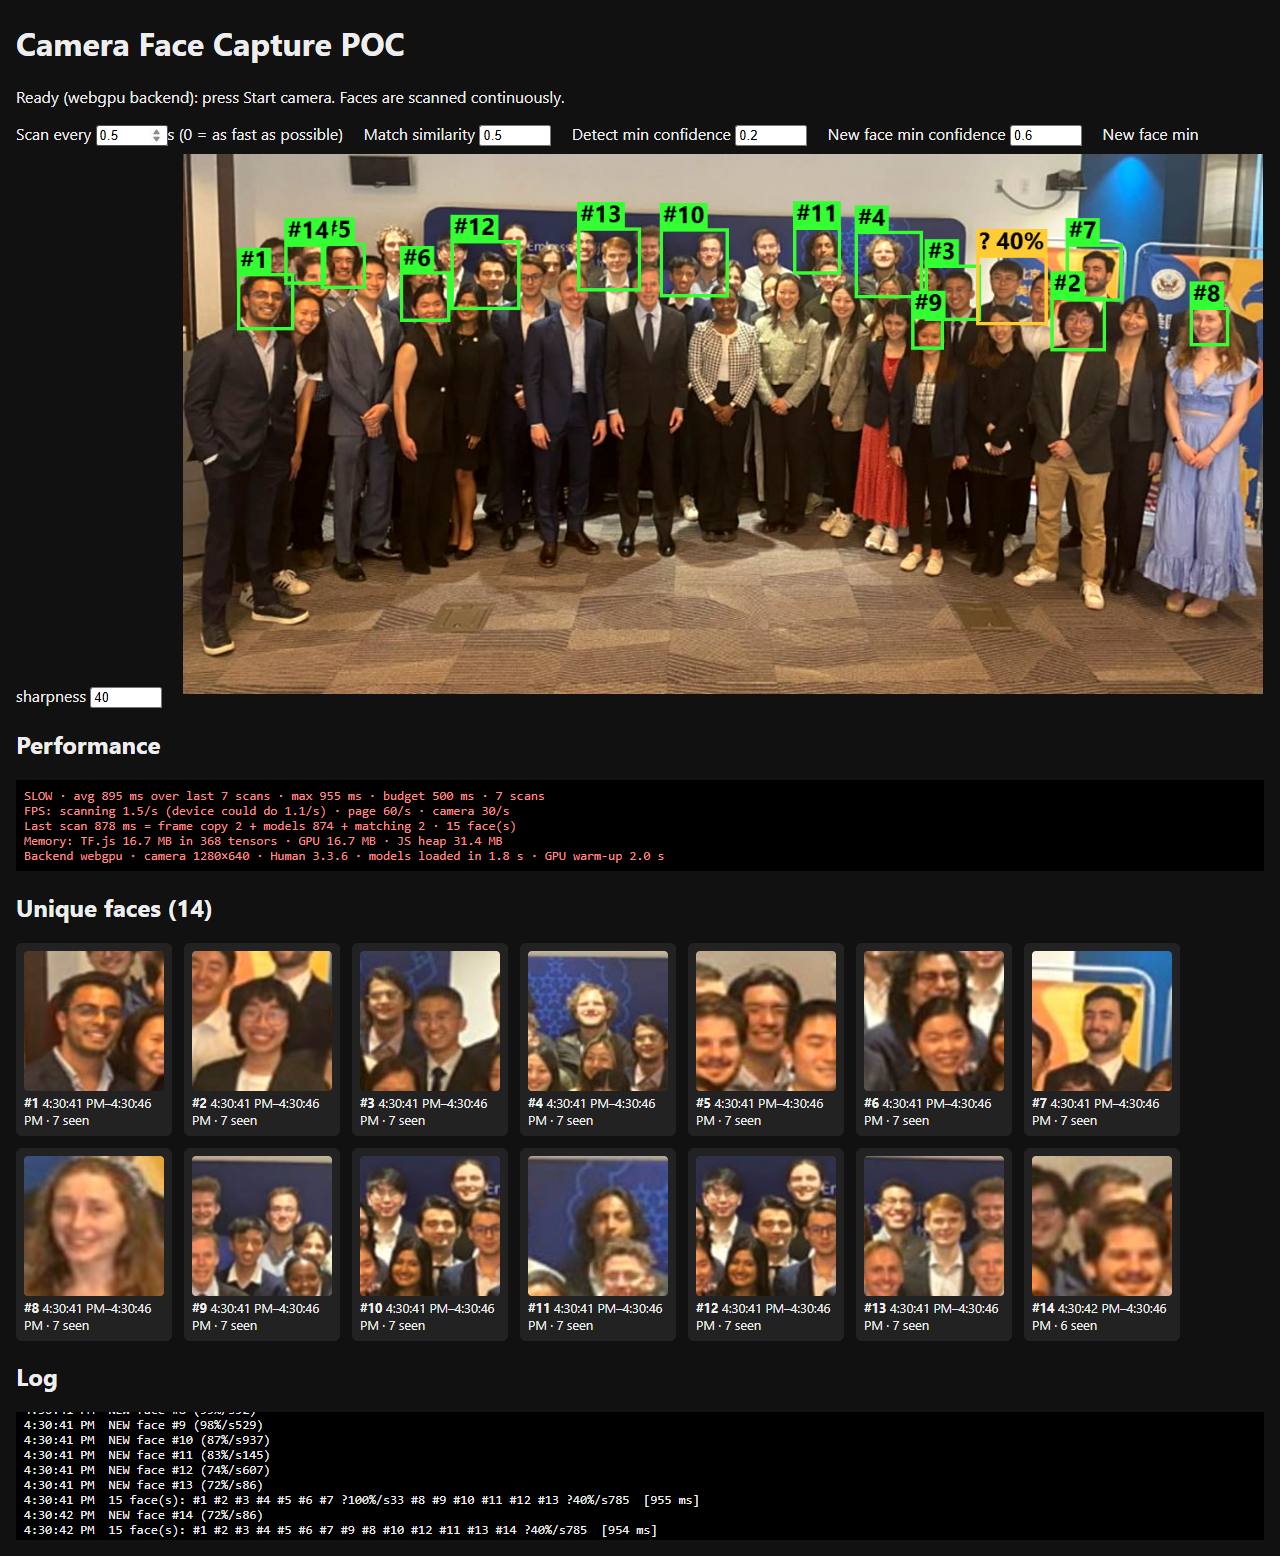 Camera Face Capture POC
Ready (webgpu backend): press Start camera. Faces are scanned continuously.
Scan every 0.5 s (0 = as fast as possible) Match similarity 0.5 Detect min confidence 0.2 New face min confidence 0.6 New face min
#1
#14
#5
#6
#12
#13
#10
#11
#4
#3
#9
? 40%
#7
#2
#8
sharpness 40
Performance
SLOW · avg 895 ms over last 7 scans · max 955 ms · budget 500 ms · 7 scans
FPS: scanning 1.5/s (device could do 1.1/s) · page 60/s · camera 30/s
Last scan 878 ms = frame copy 2 + models 874 + matching 2 · 15 face(s)
Memory: TF.js 16.7 MB in 368 tensors · GPU 16.7 MB · JS heap 31.4 MB
Backend webgpu · camera 1280×640 · Human 3.3.6 · models loaded in 1.8 s · GPU warm-up 2.0 s
Unique faces (14)
#1 4:30:41 PM–4:30:46
PM · 7 seen
#2 4:30:41 PM–4:30:46
PM · 7 seen
#3 4:30:41 PM–4:30:46
PM · 7 seen
#4 4:30:41 PM–4:30:46
PM · 7 seen
#5 4:30:41 PM–4:30:46
PM · 7 seen
#6 4:30:41 PM–4:30:46
PM · 7 seen
#7 4:30:41 PM–4:30:46
PM · 7 seen
#8 4:30:41 PM–4:30:46
PM · 7 seen
#9 4:30:41 PM–4:30:46
PM · 7 seen
#10 4:30:41 PM–4:30:46
PM · 7 seen
#11 4:30:41 PM–4:30:46
PM · 7 seen
#12 4:30:41 PM–4:30:46
PM · 7 seen
#13 4:30:41 PM–4:30:46
PM · 7 seen
#14 4:30:42 PM–4:30:46
PM · 6 seen
Log
4:30:41 PM NEW face #9 (98%/s529)
4:30:41 PM NEW face #10 (87%/s937)
4:30:41 PM NEW face #11 (83%/s145)
4:30:41 PM NEW face #12 (74%/s607)
4:30:41 PM NEW face #13 (72%/s86)
4:30:41 PM 15 face(s): #1 #2 #3 #4 #5 #6 #7 ?100%/s33 #8 #9 #10 #11 #12 #13 ?40%/s785 [955 ms]
4:30:42 PM NEW face #14 (72%/s86)
4:30:42 PM 15 face(s): #1 #2 #3 #4 #5 #6 #7 #9 #8 #10 #12 #11 #13 #14 ?40%/s785 [954 ms]